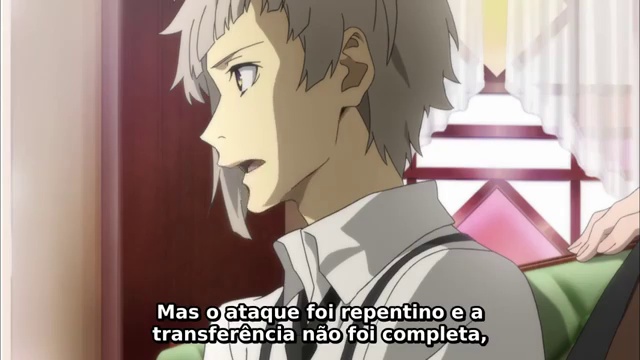 Mas o ataque foi repentino e a
transferência não foi completa,